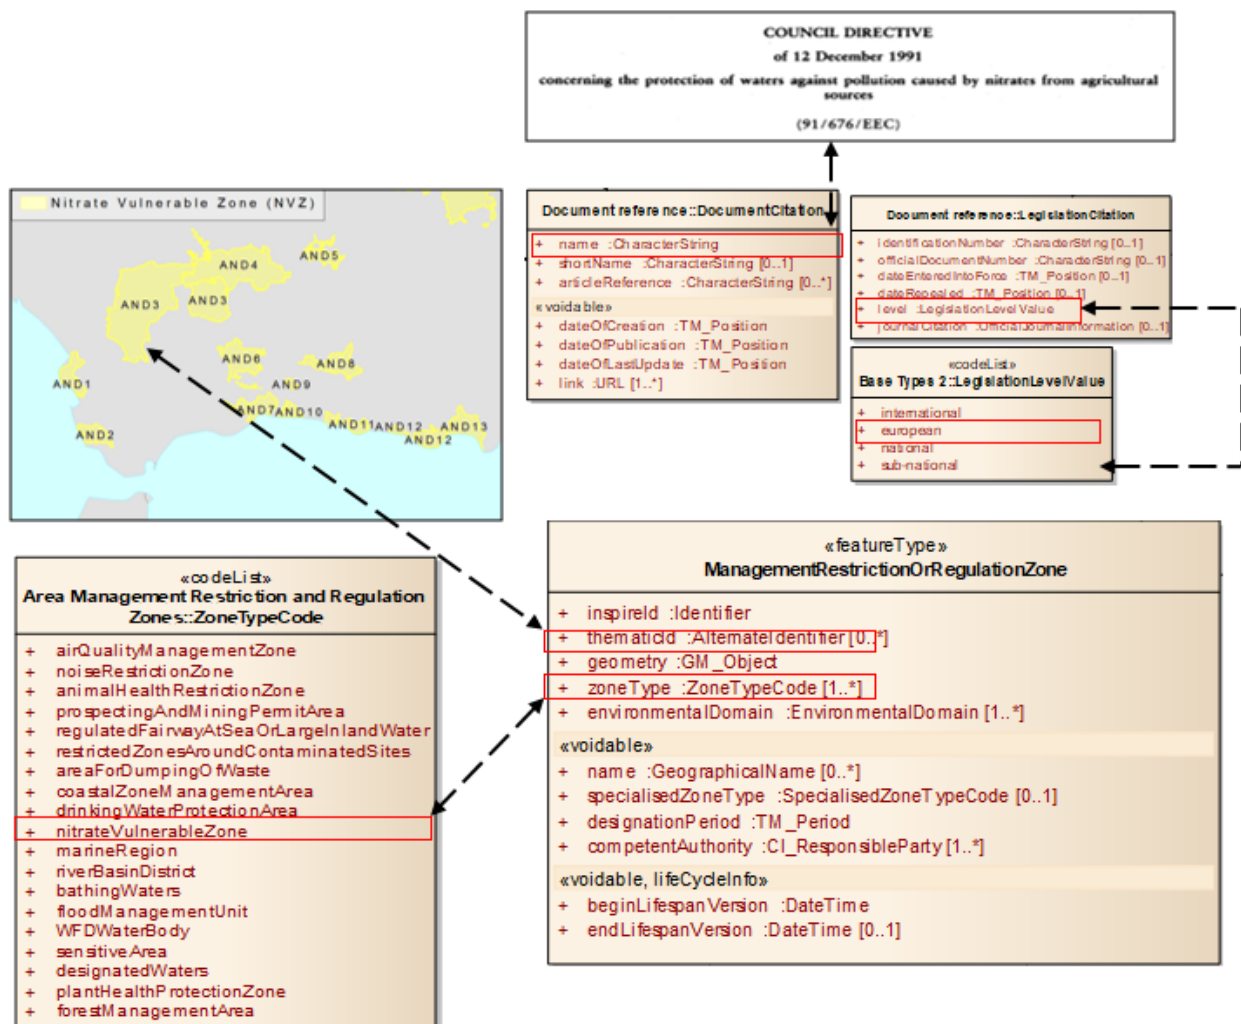 COUNCIL DIRECTIVE
of 12 December 1991
concerning the protection of waters against pollution caused by nitrates from agricultural
sources
(91/676/EEC)
Nitrate Vulnerable Zone (NVZ)
AND5
AND4
AND3
AND3
AND6
AND8
AND1
AND9
AND7
AND10
AND11
AND12
AND13
AND2
AND12
Document reference::DocumentCitation
+ name :CharacterString
+ shortName :CharacterString [0..1]
+ articleReference :CharacterString [0..*]
«voidable»
+ dateOfCreation :TM_Position
+ dateOfPublication :TM_Position
+ dateOfLastUpdate :TM_Position
+ link :URL [1..*]
Document reference::LegislationCitation
+ identificationNumber :CharacterString [0..1]
+ officialDocumentNumber :CharacterString [0..1]
+ dateEnteredIntoForce :TM_Position [0..1]
+ dateRepealed :TM_Position [0..1]
+ level :LegislationLevelValue
+ journalCitation :OfficialJournalInformation [0..1]
«codeList»
Base Types 2::LegislationLevelValue
+ international
+ european
+ national
+ sub-national
«codeList»
Area Management Restriction and Regulation
Zones::ZoneTypeCode
+ airQualityManagementZone
+ noiseRestrictionZone
+ animalHealthRestrictionZone
+ prospectingAndMiningPermitArea
+ regulatedFairwayAtSeaOrLargeInlandWater
+ restrictedZonesAroundContaminatedSites
+ areaForDumpingOfWaste
+ coastalZoneManagementArea
+ drinkingWaterProtectionArea
+ nitrateVulnerableZone
+ marineRegion
+ riverBasinDistrict
+ bathingWaters
+ floodManagementUnit
+ WFDWaterBody
+ sensitiveArea
+ designatedWaters
+ plantHealthProtectionZone
+ forestManagementArea
«featureType»
ManagementRestrictionOrRegulationZone
+ inspireId :Identifier
+ thematicId :AlternateIdentifier [0..*]
+ geometry :GM_Object
+ zoneType :ZoneTypeCode [1..*]
+ environmentalDomain :EnvironmentalDomain [1..*]
«voidable»
+ name :GeographicalName [0..*]
+ specialisedZoneType :SpecialisedZoneTypeCode [0..1]
+ designationPeriod :TM_Period
+ competentAuthority :CI_ResponsibleParty [1..*]
«voidable, lifeCycleInfo»
+ beginLifespanVersion :DateTime
+ endLifespanVersion :DateTime [0..1]